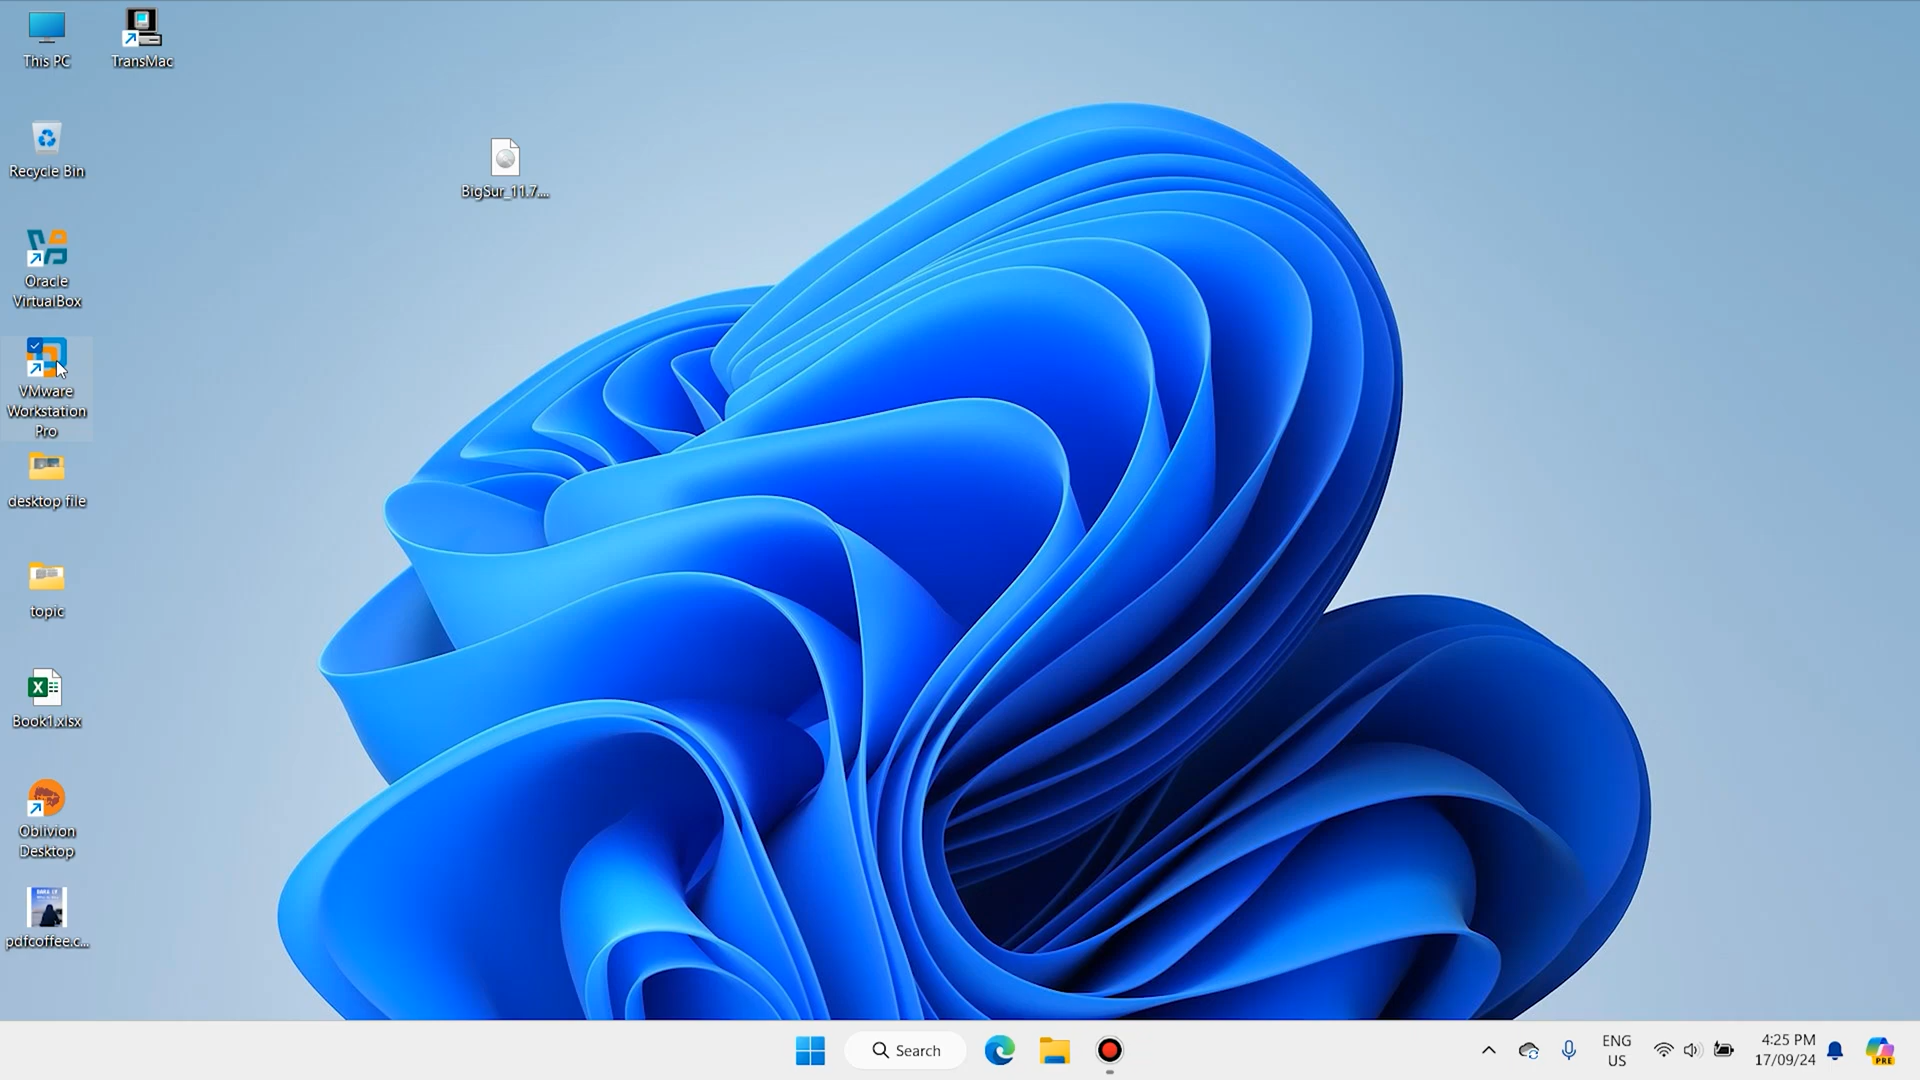 This PC
TransMac
Recycle Bin
BigSur_11.7....
Oracle
VirtualBox
VMware
Workstation
Pro
desktop file
topic
Book1.xlsx
Oblivion
Desktop
pdfcoffee.c...
Search
ENG
US
4:25 PM
17/09/24
PRE